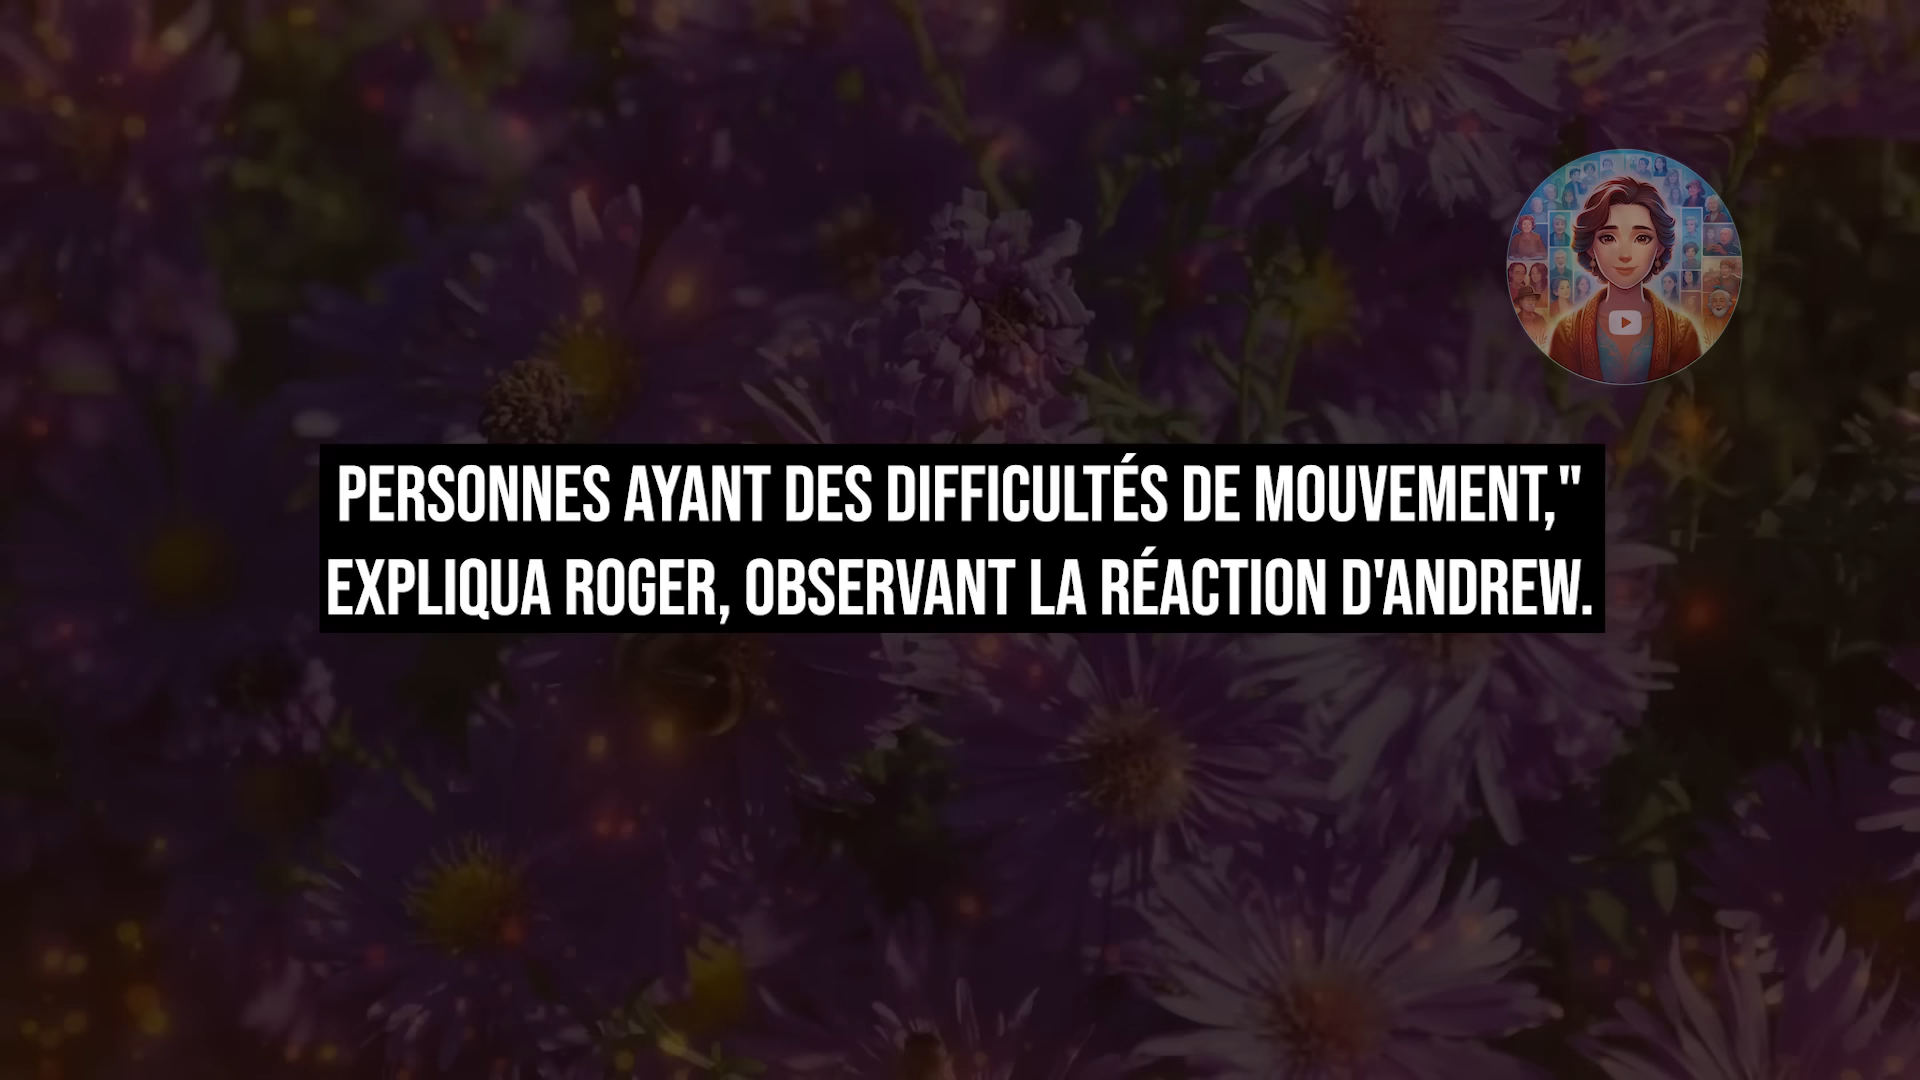 PERSONNES AYANT DES DIFFICULTÉS DE MOUVEMENT,"
EXPLIQUA ROGER, OBSERVANT LA RÉACTION D'ANDREW.